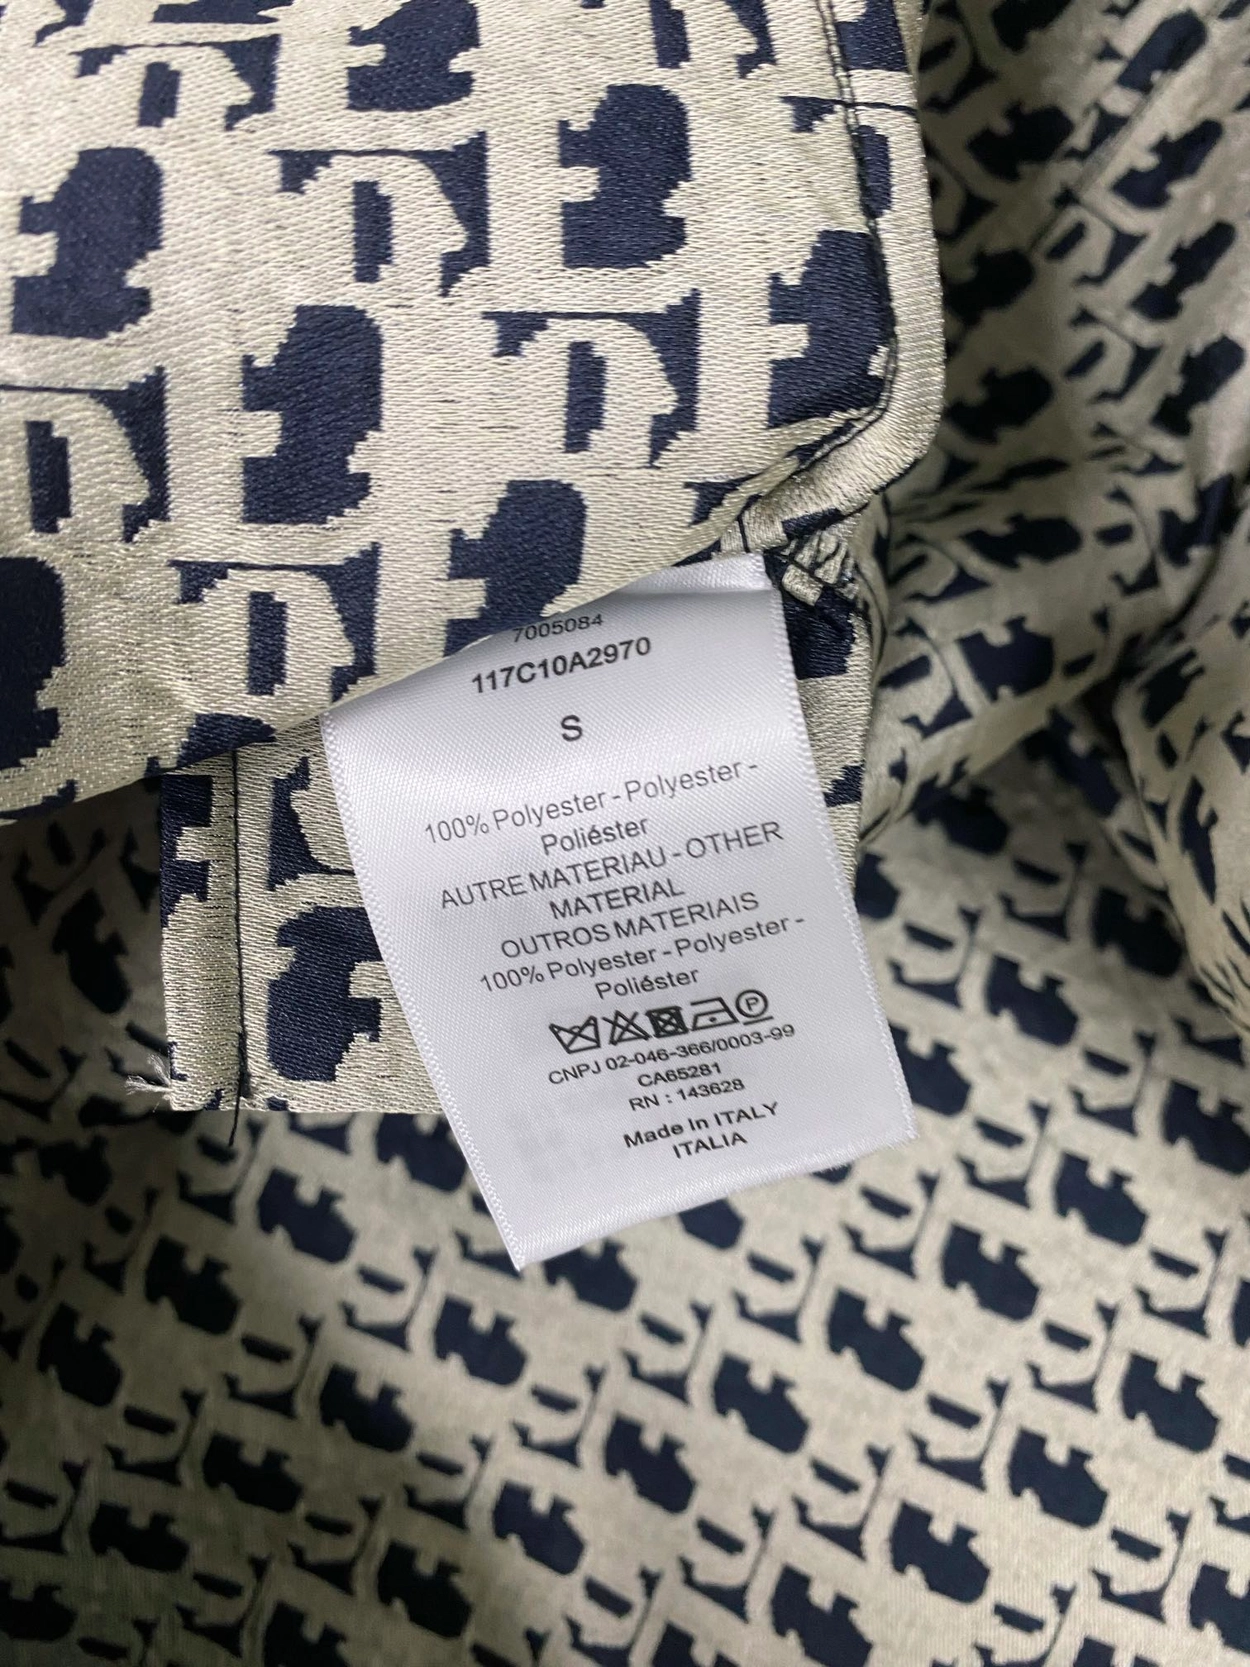 7005084
117C10A2970
S
100% Polyester - Polyester -
Poliéster
AUTRE MATERIAU - OTHER
MATERIAL
OUTROS MATERIAIS
100% Polyester - Polyester -
Poliéster
P
CNPJ 02-046-366/0003-99
CA65281
RN : 143628
Made In ITALY
ITALIA